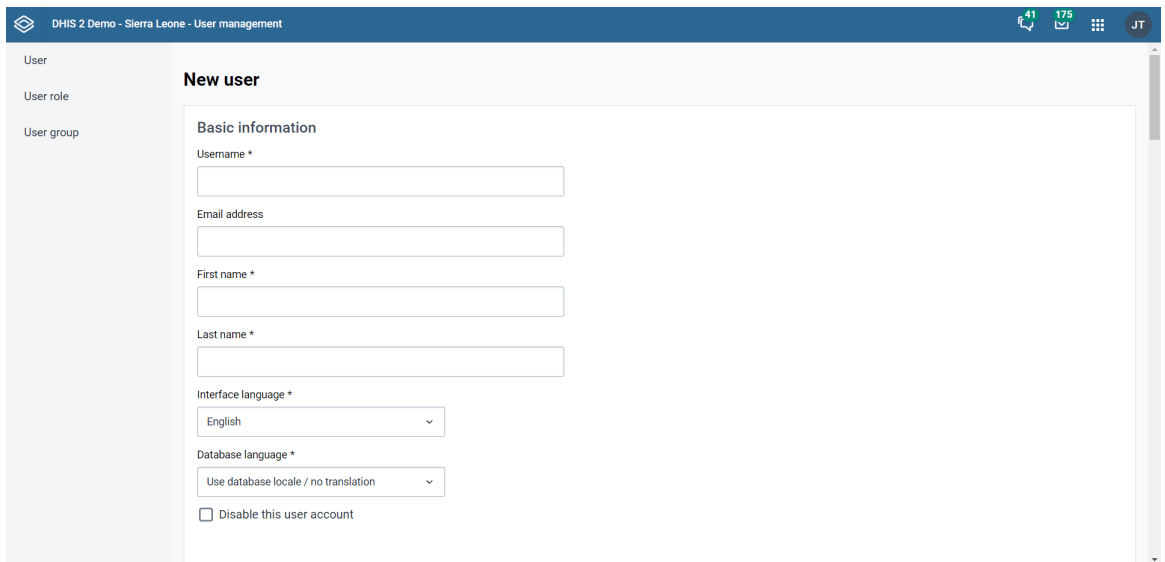 DHIS 2 Demo - Sierra Leone - User management
41
175
JT
User
User role
User group
New user
Basic information
Username *
Email address
First name *
Last name *
Interface language *
English
Database language *
Use database locale / no translation
Disable this user account